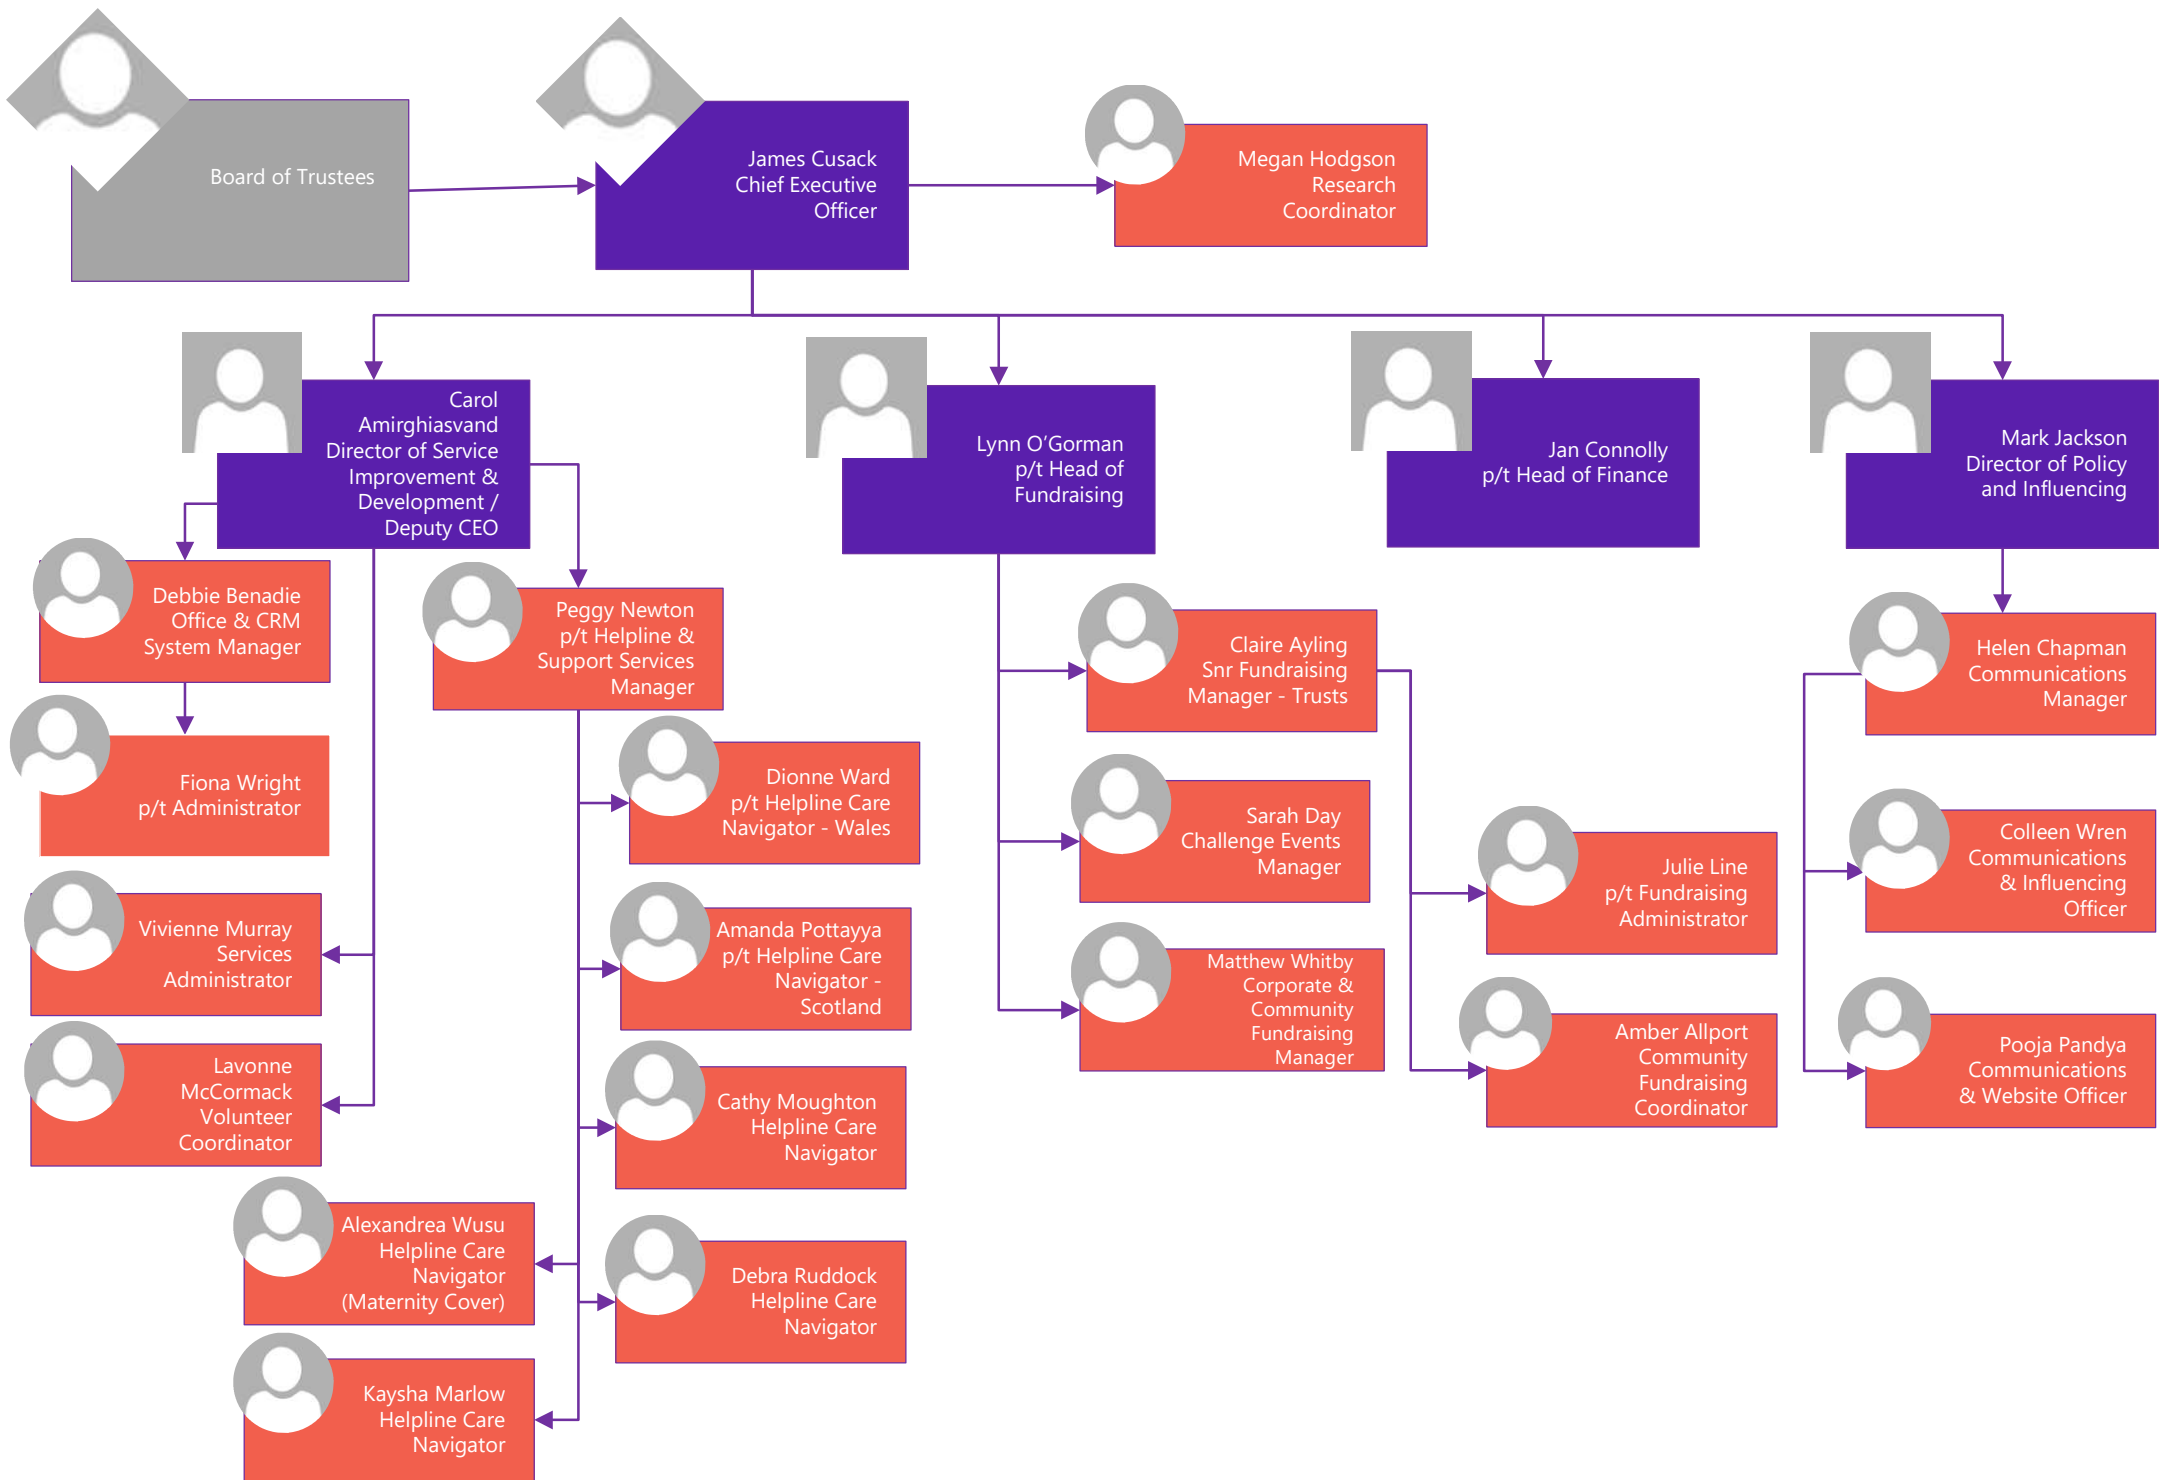 Board of Trustees
James Cusack
Chief Executive
Officer
Megan Hodgson
Research
Coordinator
Carol
Amirghiasvand
Director of Service
Improvement &
Development /
Deputy CEO
Lynn O’Gorman
p/t Head of
Fundraising
Jan Connolly
p/t Head of Finance
Mark Jackson
Director of Policy
and Influencing
Debbie Benadie
Office & CRM
System Manager
Fiona Wright
p/t Administrator
Vivienne Murray
Services
Administrator
Lavonne
McCormack
Volunteer
Coordinator
Peggy Newton
p/t Helpline &
Support Services
Manager
Dionne Ward
p/t Helpline Care
Navigator - Wales
Amanda Pottayya
p/t Helpline Care
Navigator -
Scotland
Cathy Moughton
Helpline Care
Navigator
Alexandrea Wusu
Helpline Care
Navigator
(Maternity Cover)
Debra Ruddock
Helpline Care
Navigator
Kaysha Marlow
Helpline Care
Navigator
Claire Ayling
Snr Fundraising
Manager - Trusts
Sarah Day
Challenge Events
Manager
Matthew Whitby
Corporate &
Community
Fundraising
Manager
Julie Line
p/t Fundraising
Administrator
Amber Allport
Community
Fundraising
Coordinator
Helen Chapman
Communications
Manager
Colleen Wren
Communications
& Influencing
Officer
Pooja Pandya
Communications
& Website Officer